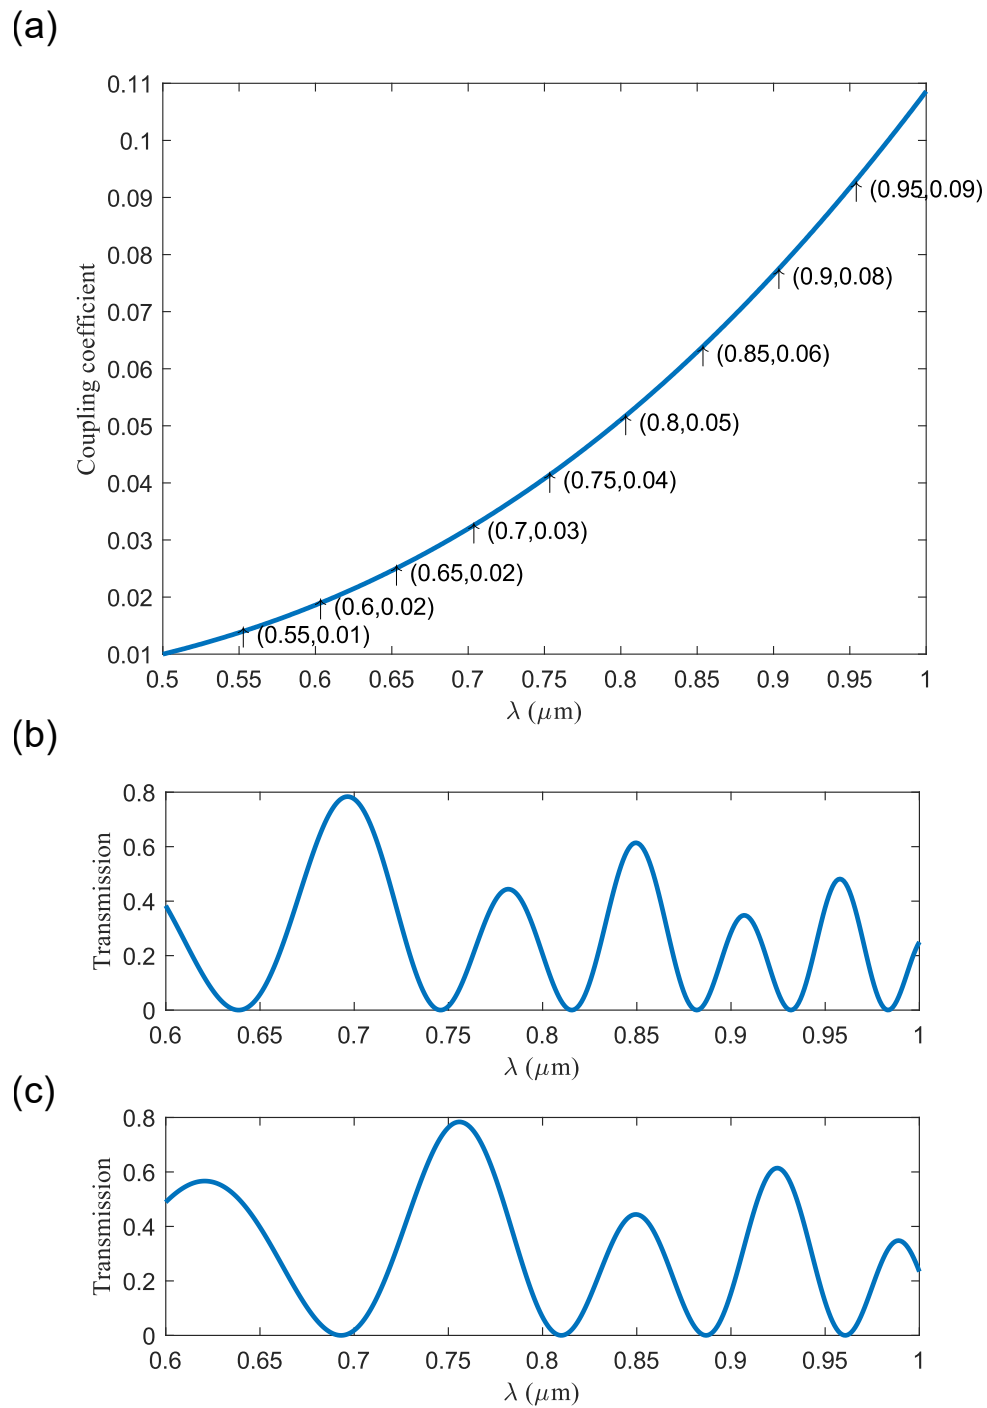 (a)
0.11
0.1
0.09
0.08
0.07
0.06
0.05
0.04
0.03
0.02
0.01
Coupling coefficient
(0.95,0.09)
(0.9,0.08)
(0.85,0.06)
(0.8,0.05)
(0.75,0.04)
(0.7,0.03)
(0.65,0.02)
(0.6,0.02)
(0.55,0.01)
0.5 0.55 0.6 0.65 0.7 0.75 0.8 0.85 0.9 0.95 1
λ (μm)
(b)
0.8
0.6
0.4
0.2
0
Transmission
0.6 0.65 0.7 0.75 0.8 0.85 0.9 0.95 1
λ (μm)
(c)
0.8
0.6
0.4
0.2
0
Transmission
0.6 0.65 0.7 0.75 0.8 0.85 0.9 0.95 1
λ (μm)